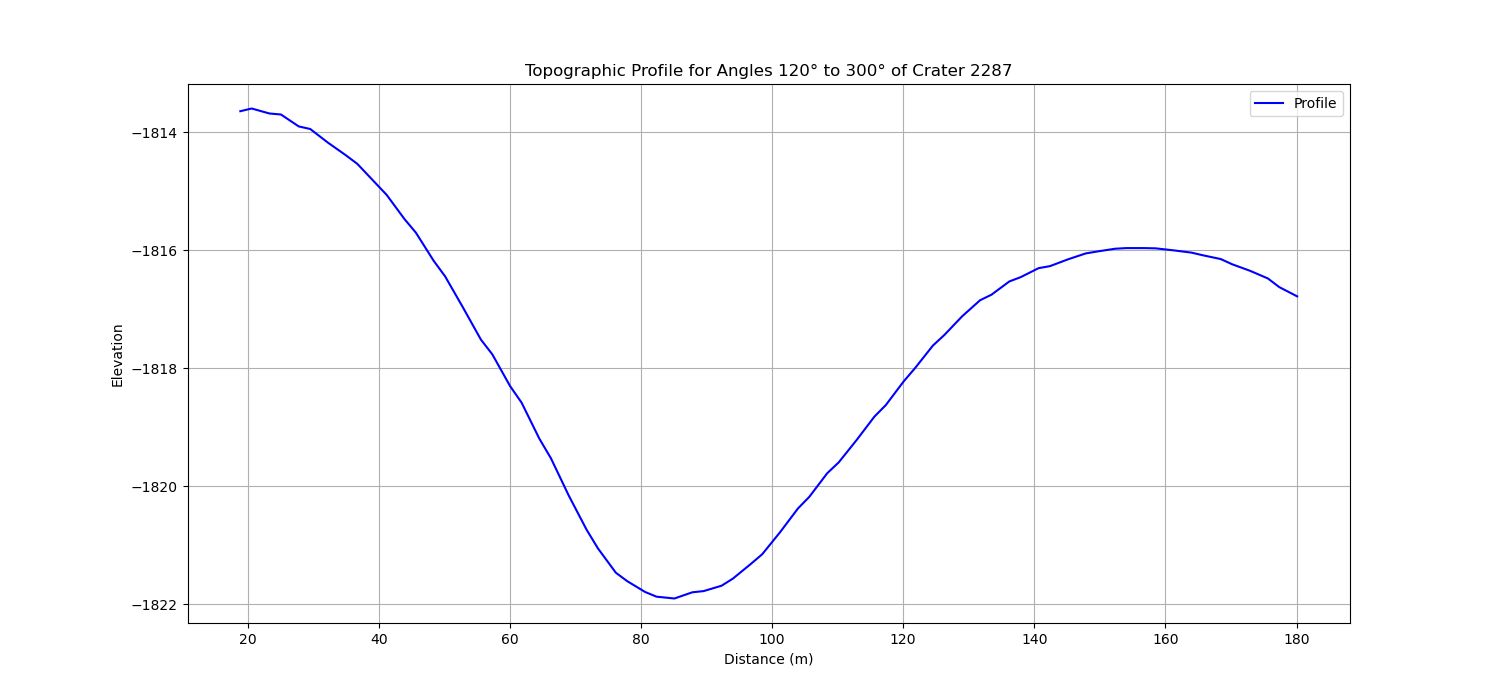 Topographic Profile for Angles 120° to 300° of Crater 2287
Profile
−1814
−1816
−1818
−1820
−1822
Elevation
20 40 60 80 100 120 140 160 180
Distance (m)